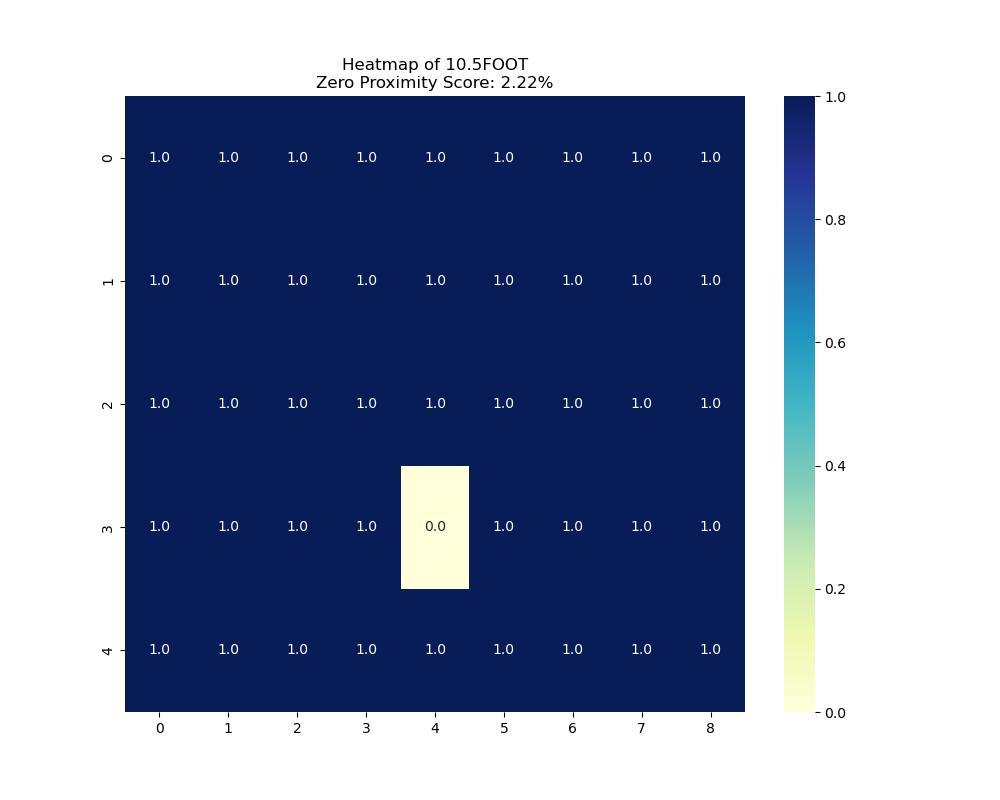 Heatmap of 10.5FOOT
Zero Proximity Score: 2.22%
0 1.0 1.0 1.0 1.0 1.0 1.0 1.0 1.0 1.0
1 1.0 1.0 1.0 1.0 1.0 1.0 1.0 1.0 1.0
2 1.0 1.0 1.0 1.0 1.0 1.0 1.0 1.0 1.0
3 1.0 1.0 1.0 1.0 0.0 1.0 1.0 1.0 1.0
4 1.0 1.0 1.0 1.0 1.0 1.0 1.0 1.0 1.0
0 1 2 3 4 5 6 7 8
1.0
0.8
0.6
0.4
0.2
0.0